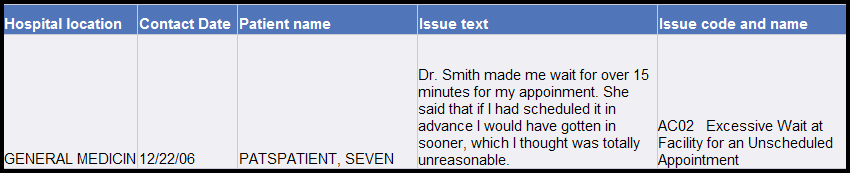 Hospital location Contact Date Patient name Issue text Issue code and name
Dr. Smith made me wait for over 15
minutes for my appoinment. She
said that if I had scheduled it in
advance I would have gotten in
sooner, which I thought was totally
unreasonable.
GENERAL MEDICIN 12/22/06 PATSPATIENT, SEVEN
AC02 Excessive Wait at
Facility for an Unscheduled
Appointment